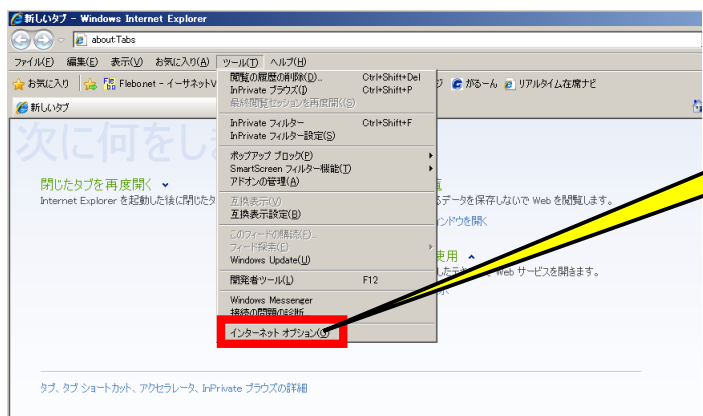 新しいタブ - Windows Internet Explorer
about:Tabs
ファイル(F) 編集(E) 表示(V) お気に入り(A) ツール(T) ヘルプ(H)
お気に入り Flebonet - イーサネットV
がるーん リアルタイム在席ナビ
新しいタブ
閲覧の履歴の削除(D)... Ctrl+Shift+Del
InPrivate ブラウズ(I) Ctrl+Shift+P
最終閲覧セッションを再度開く(S)
InPrivate フィルター Ctrl+Shift+F
InPrivate フィルター設定(S)
ポップアップ ブロック(P)
SmartScreen フィルター機能(T)
アドオンの管理(A)
互換表示(V)
互換表示設定(B)
このフィードの購読(F)...
フィード探索(E)
Windows Update(U)
開発者ツール(L) F12
Windows Messenger
接続の問題の診断
インターネット オプション(O)
次に何をし
閉じたタブを再度開く
Internet Explorer を起動した後に閉じたタ
データを保存しないで Web を閲覧します。
ンドウを開く
使用
Web サービスを開きます。
タブ、タブ ショートカット、アクセラレータ、InPrivate ブラウズの詳細